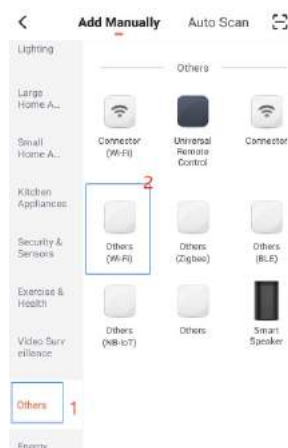 Add Manually Auto Scan
Lighting
Others
Large
Home A...
Small
Home A...
Kitchen
Appliances
Security &
Sensors
Exercise &
Health
Video Surv
eillance
Others
1
Energy
Connector
(Wi-Fi)
Universal
Remote
Control
Connector
2
Others
(Wi-Fi)
Others
(Zigbee)
Others
(BLE)
Others
(NB-IoT)
Others
Smart
Speaker